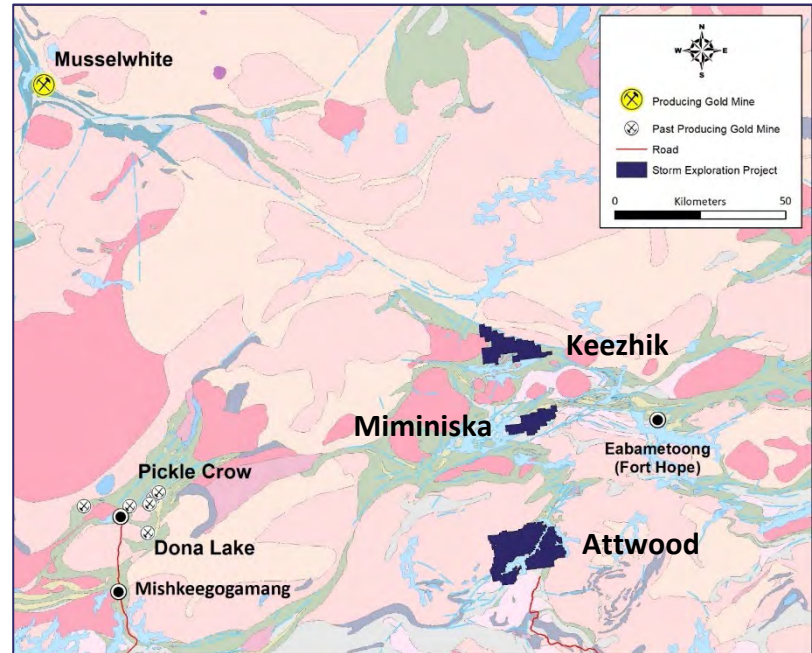 Musselwhite
N
W
E
S
Producing Gold Mine
Past Producing Gold Mine
Road
Storm Exploration Project
0 Kilometers 50
Keezhik
Miminiska
Eabametoong
(Fort Hope)
Pickle Crow
Dona Lake
Attwood
Mishkeegogamang